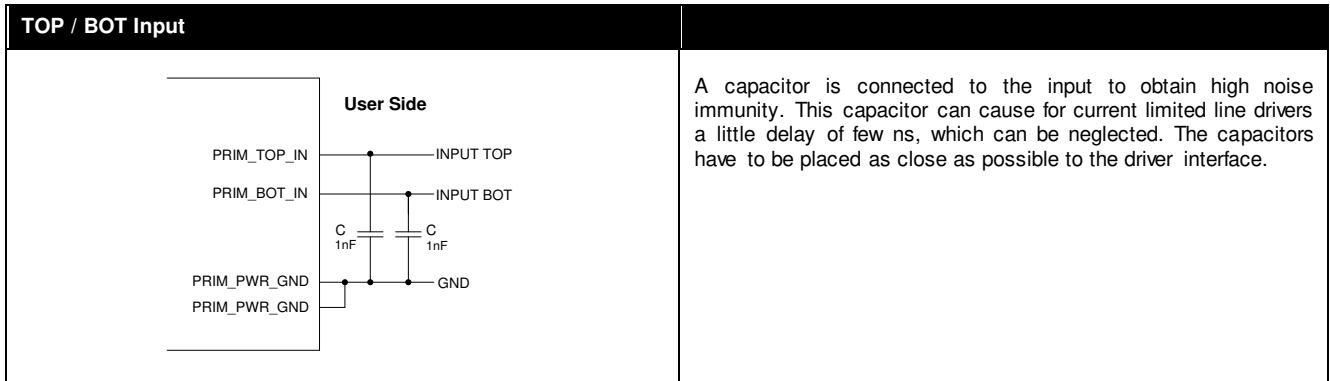 TOP / BOT Input
User Side
PRIM_TOP_IN
INPUT TOP
PRIM_BOT_IN
INPUT BOT
C
1nF
C
1nF
PRIM_PWR_GND
GND
PRIM_PWR_GND
A capacitor is connected to the input to obtain high noise
immunity. This capacitor can cause for current limited line drivers
a little delay of few ns, which can be neglected. The capacitors
have to be placed as close as possible to the driver interface.